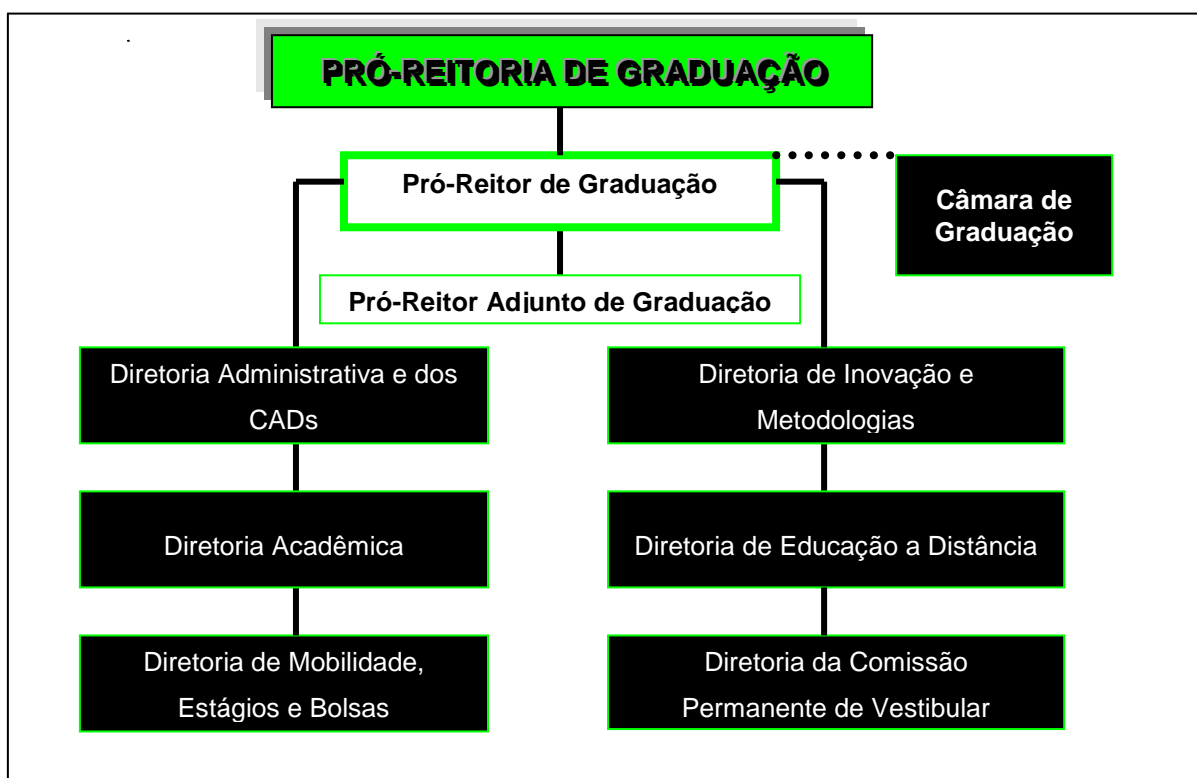 PRÓ-REITORIA DE GRADUAÇÃO
Pró-Reitor de Graduação
Câmara de
Graduação
Pró-Reitor Adjunto de Graduação
Diretoria Administrativa e dos
CADs
Diretoria de Inovação e
Metodologias
Diretoria Acadêmica
Diretoria de Educação a Distância
Diretoria de Mobilidade,
Estágios e Bolsas
Diretoria da Comissão
Permanente de Vestibular